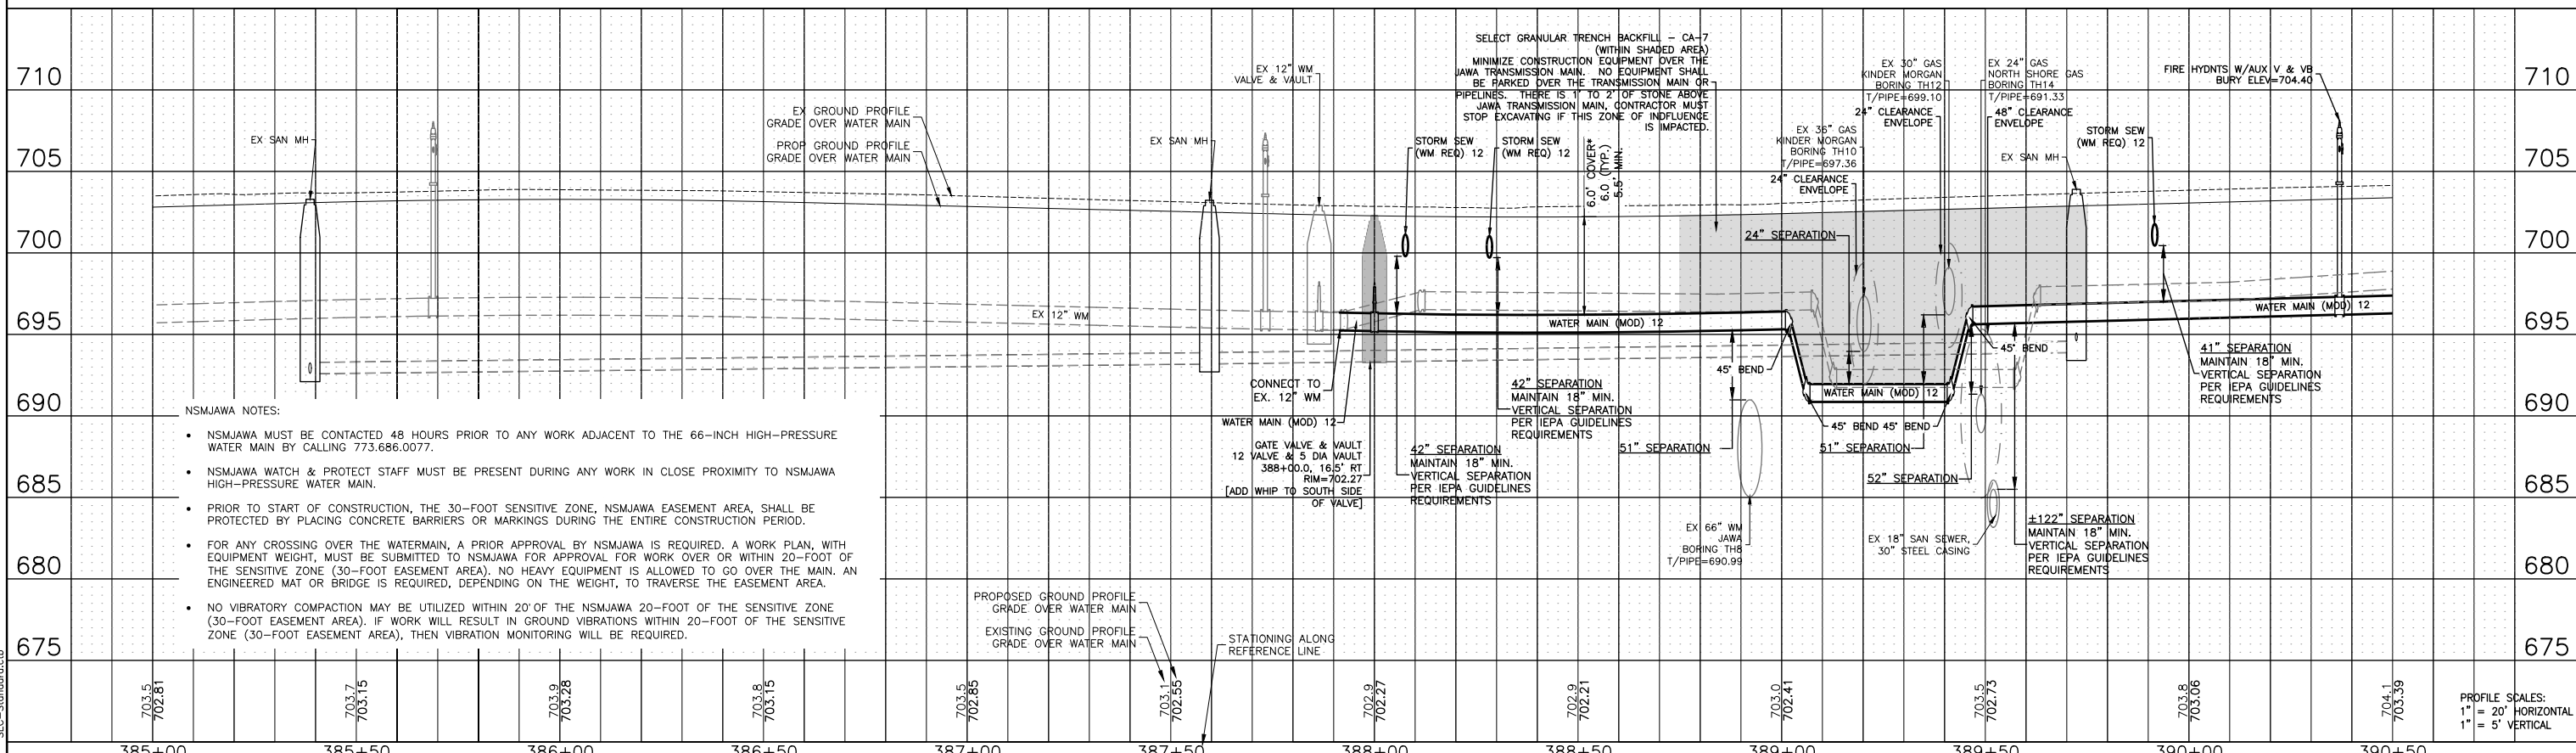 710
705
700
695
690
685
680
675
EX SAN MH
EX GROUND PROFILE
GRADE OVER WATER MAIN
PROP GROUND PROFILE
GRADE OVER WATER MAIN
EX SAN MH
EX 12" WM
VALVE & VAULT
SELECT GRANULAR TRENCH BACKFILL – CA-7
(WITHIN SHADED AREA)
MINIMIZE CONSTRUCTION EQUIPMENT OVER THE
JAWA TRANSMISSION MAIN. NO EQUIPMENT SHALL
BE PARKED OVER THE TRANSMISSION MAIN OR
PIPELINES. THERE IS 1' TO 2' OF STONE ABOVE
JAWA TRANSMISSION MAIN, CONTRACTOR MUST
STOP EXCAVATING IF THIS ZONE OF INDFLUENCE
IS IMPACTED.
STORM SEW
(WM REQ) 12
STORM SEW
(WM REQ) 12
6.0' COVER*
6.0 (TYP.)
5.5' MIN.
EX 36" GAS
KINDER MORGAN
BORING TH10
T/PIPE=697.36
24" CLEARANCE
ENVELOPE
EX 30" GAS
KINDER MORGAN
BORING TH12
T/PIPE=699.10
24" CLEARANCE
ENVELOPE
EX 24" GAS
NORTH SHORE GAS
BORING TH14
T/PIPE=691.33
48" CLEARANCE
ENVELOPE
EX SAN MH
STORM SEW
(WM REQ) 12
FIRE HYDNTS W/AUX V & VB
BURY ELEV=704.40
710
705
700
695
690
685
680
675
24" SEPARATION
EX 12" WM
WATER MAIN (MOD) 12
WATER MAIN (MOD) 12
WATER MAIN (MOD) 12
CONNECT TO
EX. 12" WM
WATER MAIN (MOD) 12
GATE VALVE & VAULT
12 VALVE & 5 DIA VAULT
388+00.0, 16.5' RT
RIM=702.27
[ADD WHIP TO SOUTH SIDE
OF VALVE]
42" SEPARATION
MAINTAIN 18" MIN.
VERTICAL SEPARATION
PER IEPA GUIDELINES
REQUIREMENTS
42" SEPARATION
MAINTAIN 18" MIN.
VERTICAL SEPARATION
PER IEPA GUIDELINES
REQUIREMENTS
45° BEND
45° BEND
45° BEND 45° BEND
51" SEPARATION
51" SEPARATION
52" SEPARATION
EX 66" WM
JAWA
BORING TH8
T/PIPE=690.99
EX 18" SAN SEWER,
30" STEEL CASING
±122" SEPARATION
MAINTAIN 18" MIN.
VERTICAL SEPARATION
PER IEPA GUIDELINES
REQUIREMENTS
41" SEPARATION
MAINTAIN 18" MIN.
VERTICAL SEPARATION
PER IEPA GUIDELINES
REQUIREMENTS
NSMJAWA NOTES:
• NSMJAWA MUST BE CONTACTED 48 HOURS PRIOR TO ANY WORK ADJACENT TO THE 66-INCH HIGH-PRESSURE
WATER MAIN BY CALLING 773.686.0077.
• NSMJAWA WATCH & PROTECT STAFF MUST BE PRESENT DURING ANY WORK IN CLOSE PROXIMITY TO NSMJAWA
HIGH-PRESSURE WATER MAIN.
• PRIOR TO START OF CONSTRUCTION, THE 30-FOOT SENSITIVE ZONE, NSMJAWA EASEMENT AREA, SHALL BE
PROTECTED BY PLACING CONCRETE BARRIERS OR MARKINGS DURING THE ENTIRE CONSTRUCTION PERIOD.
• FOR ANY CROSSING OVER THE WATERMAIN, A PRIOR APPROVAL BY NSMJAWA IS REQUIRED. A WORK PLAN, WITH
EQUIPMENT WEIGHT, MUST BE SUBMITTED TO NSMJAWA FOR APPROVAL FOR WORK OVER OR WITHIN 20-FOOT OF
THE SENSITIVE ZONE (30-FOOT EASEMENT AREA). NO HEAVY EQUIPMENT IS ALLOWED TO GO OVER THE MAIN. AN
ENGINEERED MAT OR BRIDGE IS REQUIRED, DEPENDING ON THE WEIGHT, TO TRAVERSE THE EASEMENT AREA.
• NO VIBRATORY COMPACTION MAY BE UTILIZED WITHIN 20' OF THE NSMJAWA 20-FOOT OF THE SENSITIVE ZONE
(30-FOOT EASEMENT AREA). IF WORK WILL RESULT IN GROUND VIBRATIONS WITHIN 20-FOOT OF THE SENSITIVE
ZONE (30-FOOT EASEMENT AREA), THEN VIBRATION MONITORING WILL BE REQUIRED.
PROPOSED GROUND PROFILE
GRADE OVER WATER MAIN
EXISTING GROUND PROFILE
GRADE OVER WATER MAIN
STATIONING ALONG
REFERENCE LINE
703.5
702.81
703.7
703.15
703.9
703.28
703.8
703.15
703.5
702.85
703.1
702.55
702.9
702.27
702.9
702.21
703.0
702.41
703.5
702.73
703.8
703.06
704.1
703.39
PROFILE SCALES:
1" = 20' HORIZONTAL
1" = 5' VERTICAL
385+00
385+50
386+00
386+50
387+00
387+50
388+00
388+50
389+00
389+50
390+00
390+50